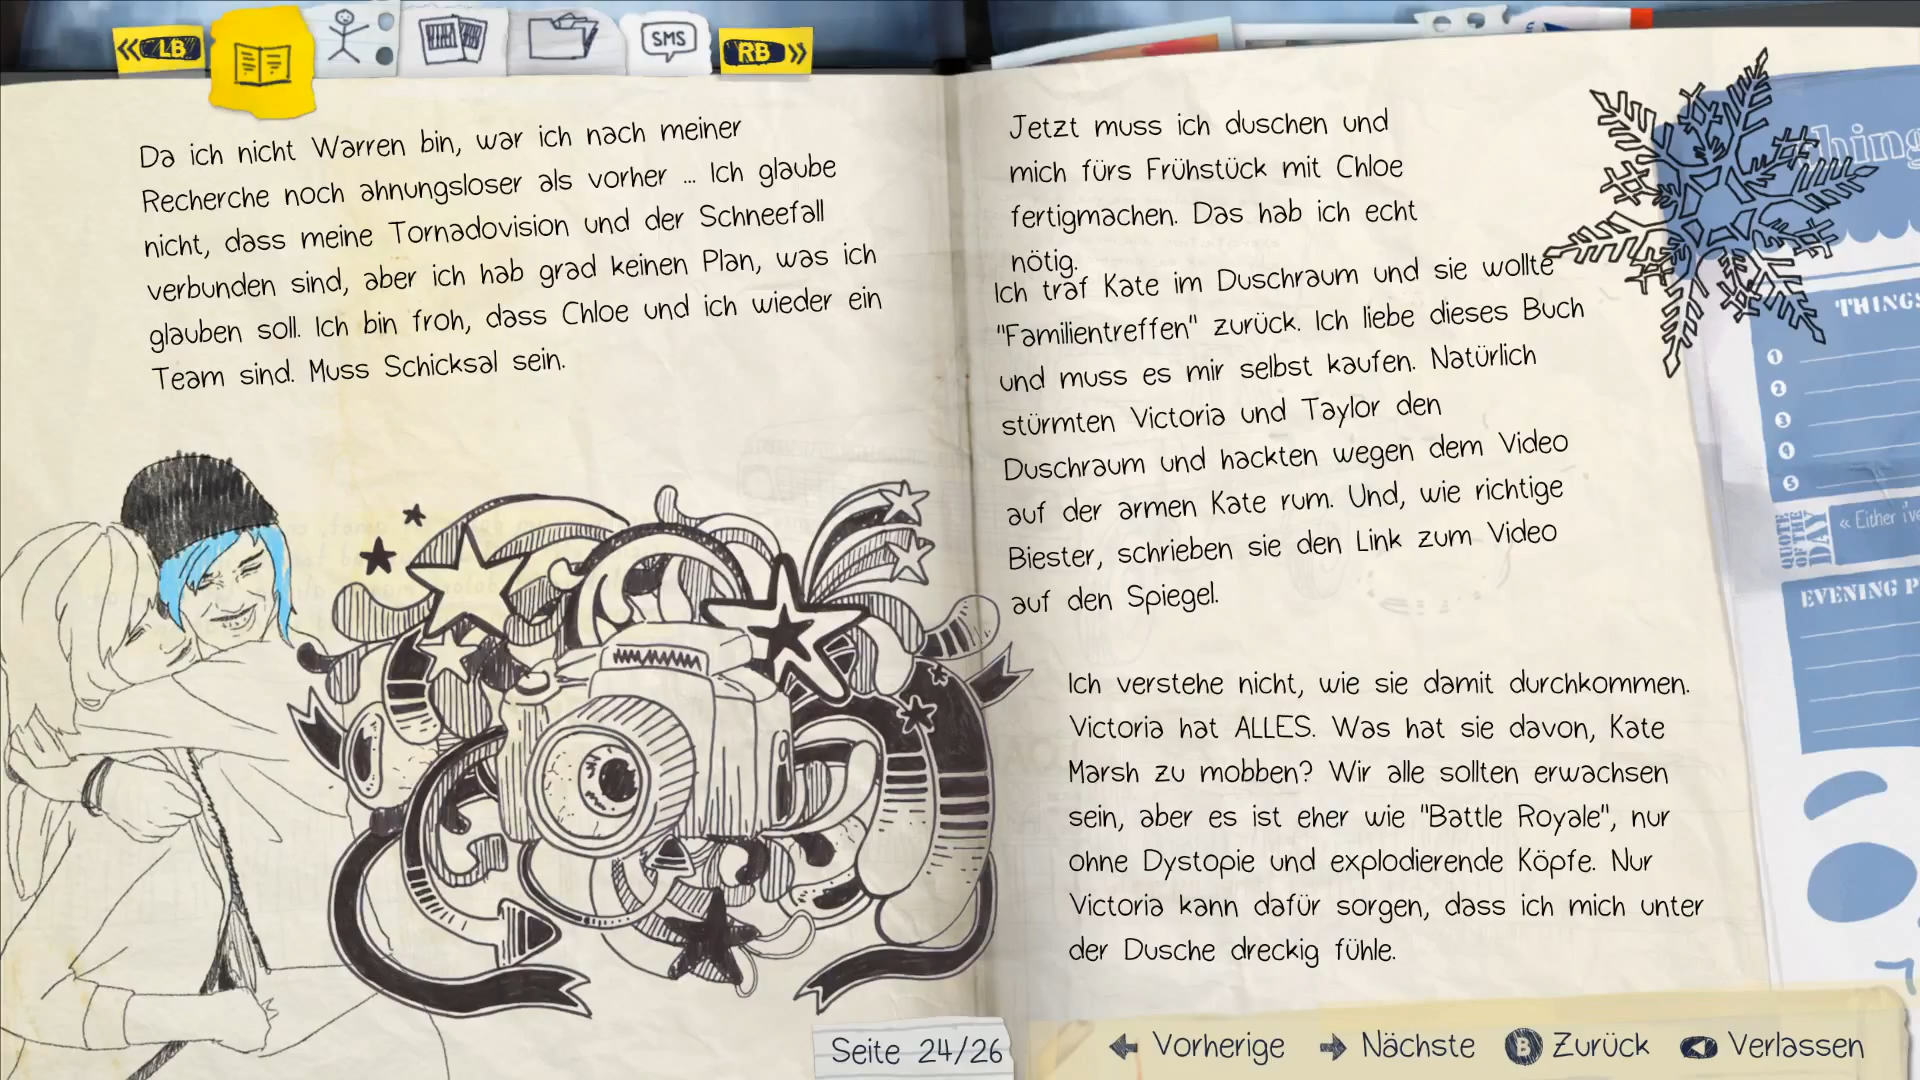 LB
SMS
RB
Da ich nicht Warren bin, war ich nach meiner
Recherche noch ahnungsloser als vorher ... Ich glaube
nicht, dass meine Tornadovision und der Schneefall
verbunden sind, aber ich hab grad keinen Plan, was ich
glauben soll. Ich bin froh, dass Chloe und ich wieder ein
Team sind. Muss Schicksal sein.
Jetzt muss ich duschen und
mich fürs Frühstück mit Chloe
fertigmachen. Das hab ich echt
nötig.
Ich traf Kate im Duschraum und sie wollte
"Familientreffen" zurück. Ich liebe dieses Buch
und muss es mir selbst kaufen. Natürlich
stürmten Victoria und Taylor den
Duschraum und hackten wegen dem Video
auf der armen Kate rum. Und, wie richtige
Biester, schrieben sie den Link zum Video
auf den Spiegel.
Ich verstehe nicht, wie sie damit durchkommen.
Victoria hat ALLES. Was hat sie davon, Kate
Marsh zu mobben? Wir alle sollten erwachsen
sein, aber es ist eher wie "Battle Royale", nur
ohne Dystopie und explodierende Köpfe. Nur
Victoria kann dafür sorgen, dass ich mich unter
der Dusche dreckig fühle.
THINGS
1
2
3
4
5
QUOTE
OF THE
DAY
« Either i've
EVENING P
Seite 24/26
Vorherige
Nächste
B Zurück
Verlassen